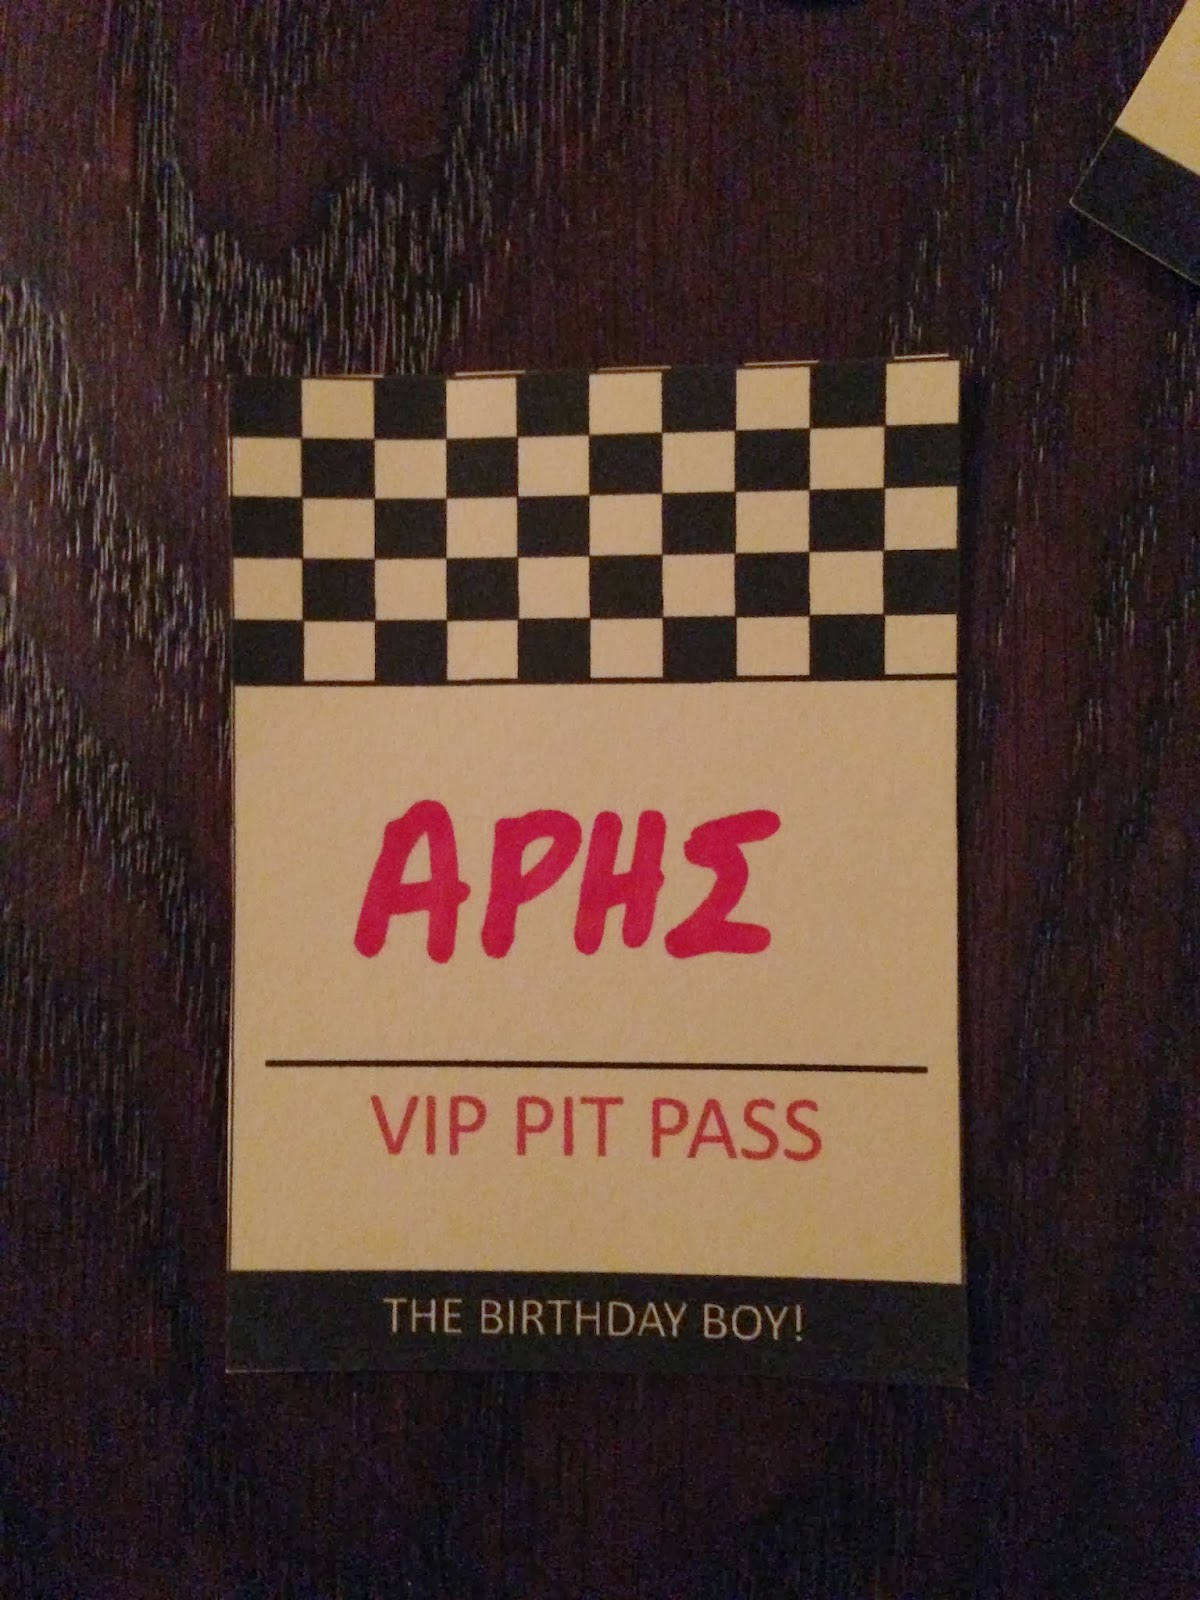 ΑΡΗΣ
VIP PIT PASS
THE BIRTHDAY BOY!